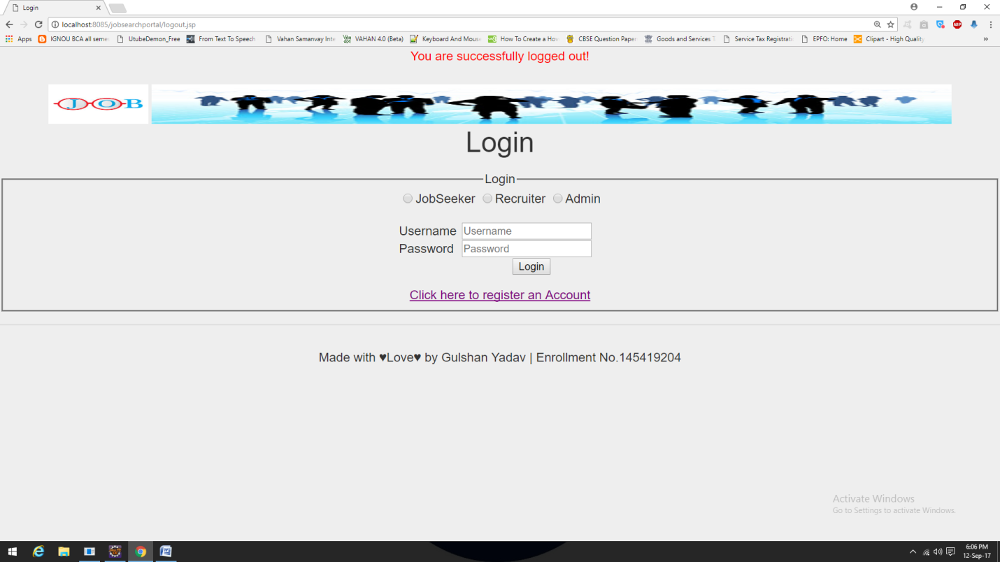 Login
localhost:8085/jobsearchportal/logout.jsp
Apps IGNOU BCA all semes UtubeDemon_Free From Text To Speech Vahan Samanvay Inte VAHAN 4.0 (Beta) Keyboard And Mouse How To Create a How CBSE Question Paper Goods and Services T Service Tax Registrati EPFO: Home Clipart - High Quality »
You are successfully logged out!
JOB
Login
Login
JobSeeker Recruiter Admin
Username Username
Password Password
Login
Click here to register an Account
Made with ♥Love♥ by Gulshan Yadav | Enrollment No.145419204
Activate Windows
Go to Settings to activate Windows.
6:06 PM
12-Sep-17